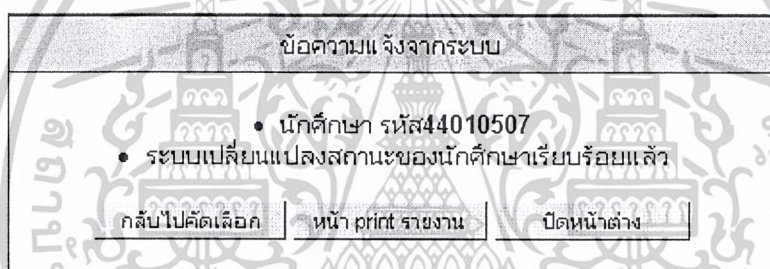 ข้อความแจ้งจากระบบ
• นักศึกษา รหัส44010507
• ระบบเปลี่ยนแปลงสถานะของนักศึกษาเรียบร้อยแล้ว
กลับไปคัดเลือก หน้า print รายงาน ปิดหน้าต่าง